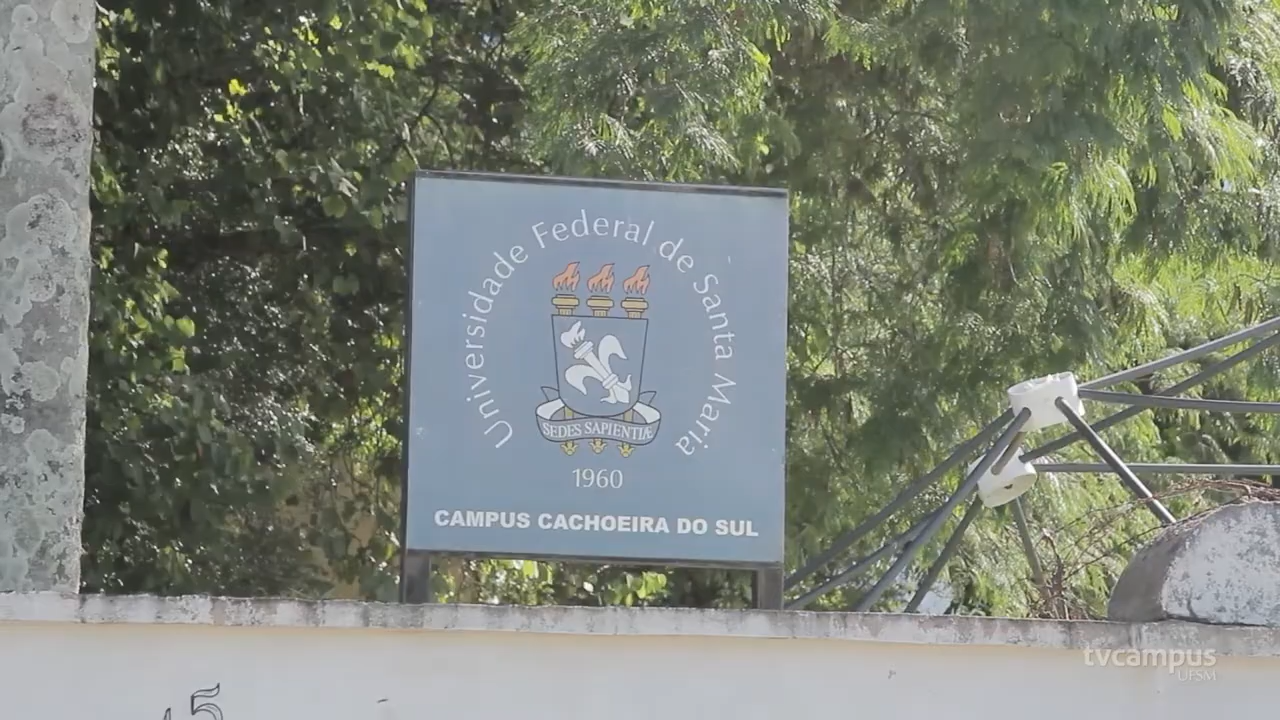 Universidade Federal de Santa Maria
SEDES SAPIENTIÆ
1960
CAMPUS CACHOEIRA DO SUL
tvcampus
UFSM